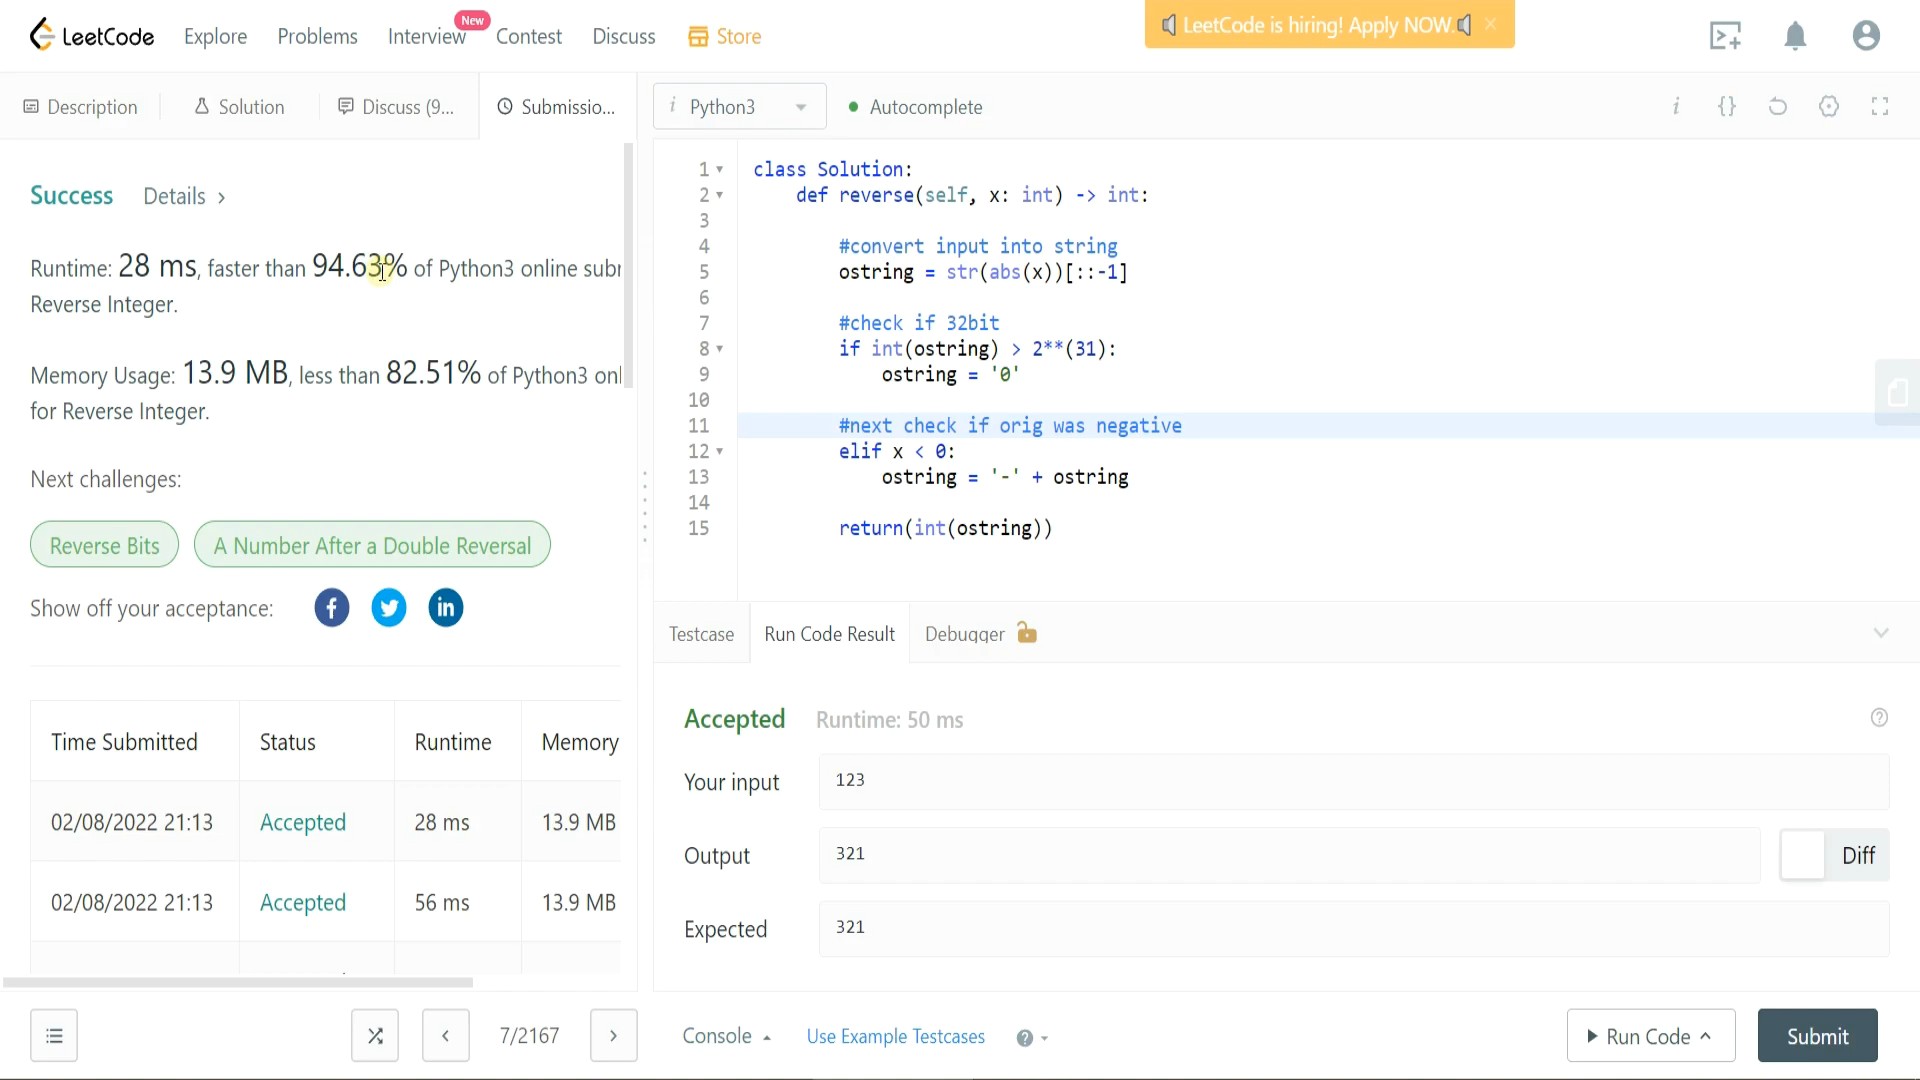 LeetCode Explore Problems Interview New Contest Discuss Store
LeetCode is hiring! Apply NOW.
Description Solution Discuss (9... Submissio...
i Python3 Autocomplete
Success Details
Runtime: 28 ms, faster than 94.63% of Python3 online
Reverse Integer.
Memory Usage: 13.9 MB, less than 82.51% of Python3
for Reverse Integer.
Next challenges:
Reverse Bits A Number After a Double Reversal
Show off your acceptance:
Time Submitted Status Runtime Memory
02/08/2022 21:13 Accepted 28 ms 13.9 MB
02/08/2022 21:13 Accepted 56 ms 13.9 MB
7/2167
1 class Solution:
2 def reverse(self, x: int) -> int:
3
4 #convert input into string
5 ostring = str(abs(x))[::-1]
6
7 #check if 32bit
8 if int(ostring) > 2**(31):
9 ostring = '0'
10
11 #next check if orig was negative
12 elif x < 0:
13 ostring = '-' + ostring
14
15 return(int(ostring))
Testcase Run Code Result Debugger
Accepted Runtime: 50 ms
Your input 123
Output 321 Diff
Expected 321
Console Use Example Testcases Run Code Submit